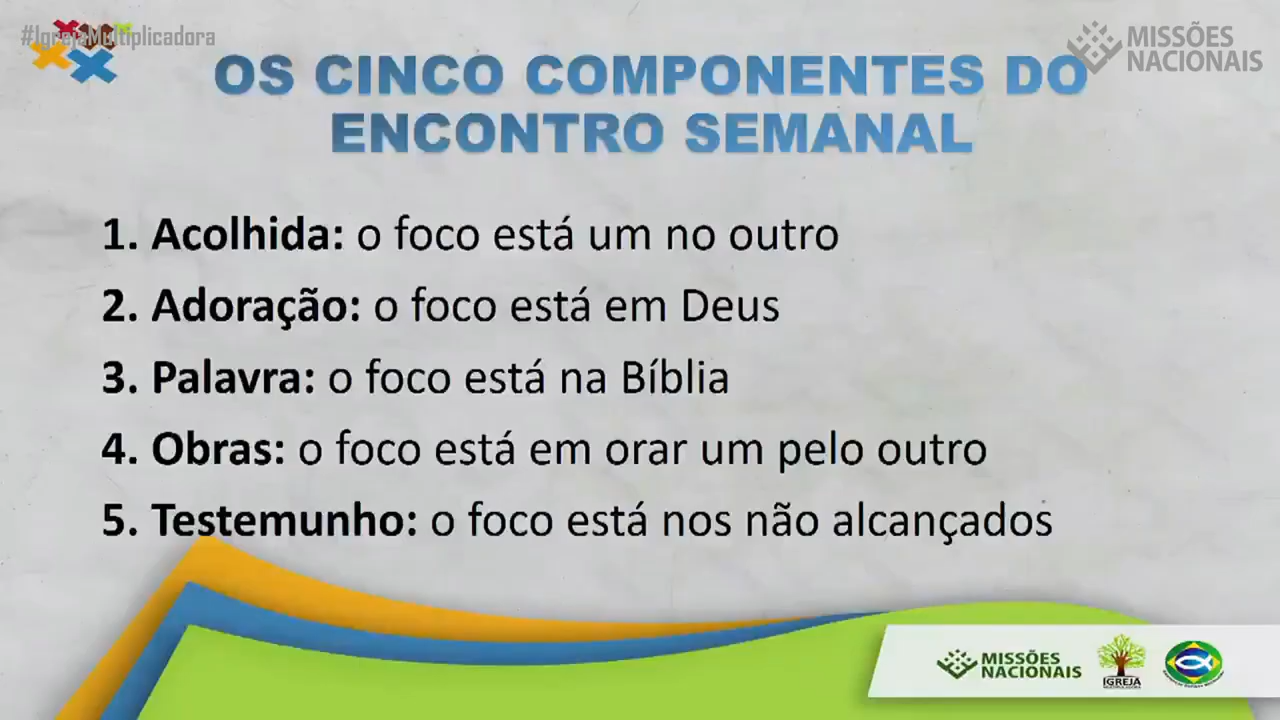 #IgrejaMultiplicadora
MISSÕES
NACIONAIS
OS CINCO COMPONENTES DO
ENCONTRO SEMANAL
1. Acolhida: o foco está um no outro
2. Adoração: o foco está em Deus
3. Palavra: o foco está na Bíblia
4. Obras: o foco está em orar um pelo outro
5. Testemunho: o foco está nos não alcançados
MISSÕES
NACIONAIS
IGREJA
MULTIPLICADORA